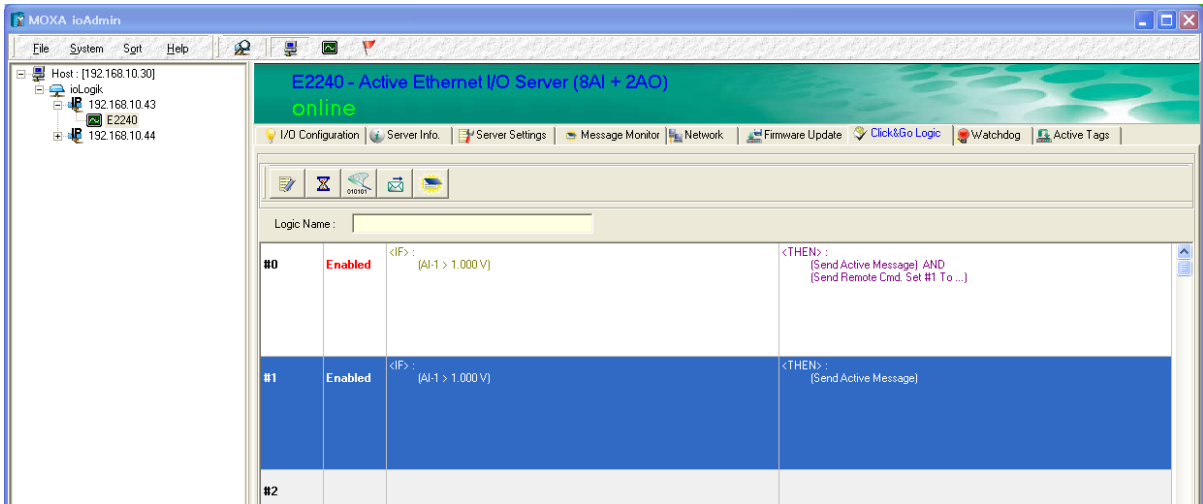 MOXA ioAdmin
File System Sort Help
Host : [192.168.10.30]
ioLogik
192.168.10.43
E2240
192.168.10.44
E2240 - Active Ethernet I/O Server (8AI + 2AO)
online
I/O Configuration Server Info. Server Settings Message Monitor Network Firmware Update Click&Go Logic Watchdog Active Tags
010101
Logic Name :
#0 Enabled <IF> : <THEN> :
(AI-1 > 1.000 V) (Send Active Message) AND
(Send Remote Cmd. Set #1 To ...)
#1 Enabled <IF> : <THEN> :
(AI-1 > 1.000 V) (Send Active Message)
#2